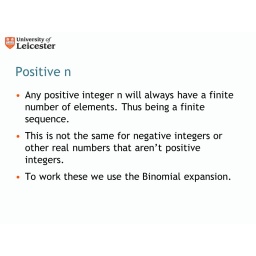 University of
Leicester
Positive n
• Any positive integer n will always have a finite
number of elements. Thus being a finite
sequence.
• This is not the same for negative integers or
other real numbers that aren't positive
integers.
• To work these we use the Binomial expansion.